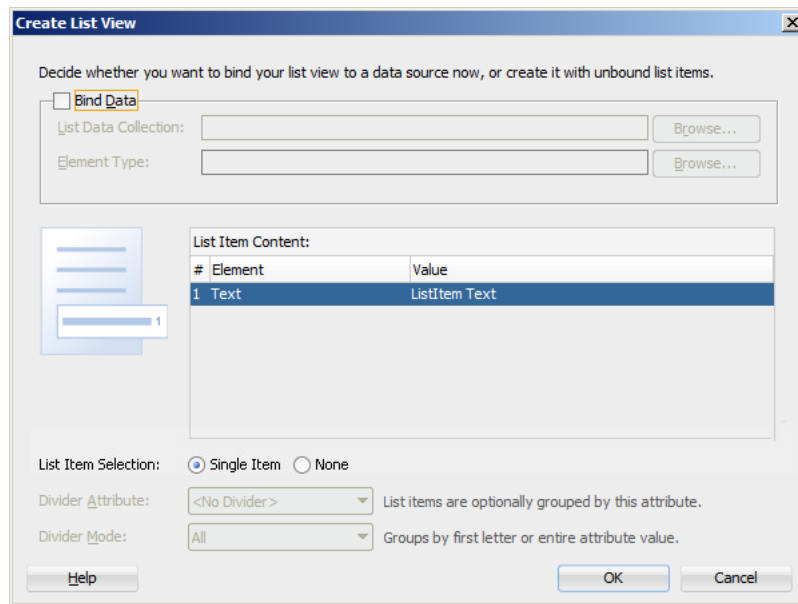 Create List View
Decide whether you want to bind your list view to a data source now, or create it with unbound list items.
Bind Data
List Data Collection: Browse...
Element Type: Browse...
List Item Content:
# Element Value
1 Text ListItem Text
1
List Item Selection: Single Item None
Divider Attribute: <No Divider> List items are optionally grouped by this attribute.
Divider Mode: All Groups by first letter or entire attribute value.
Help OK Cancel